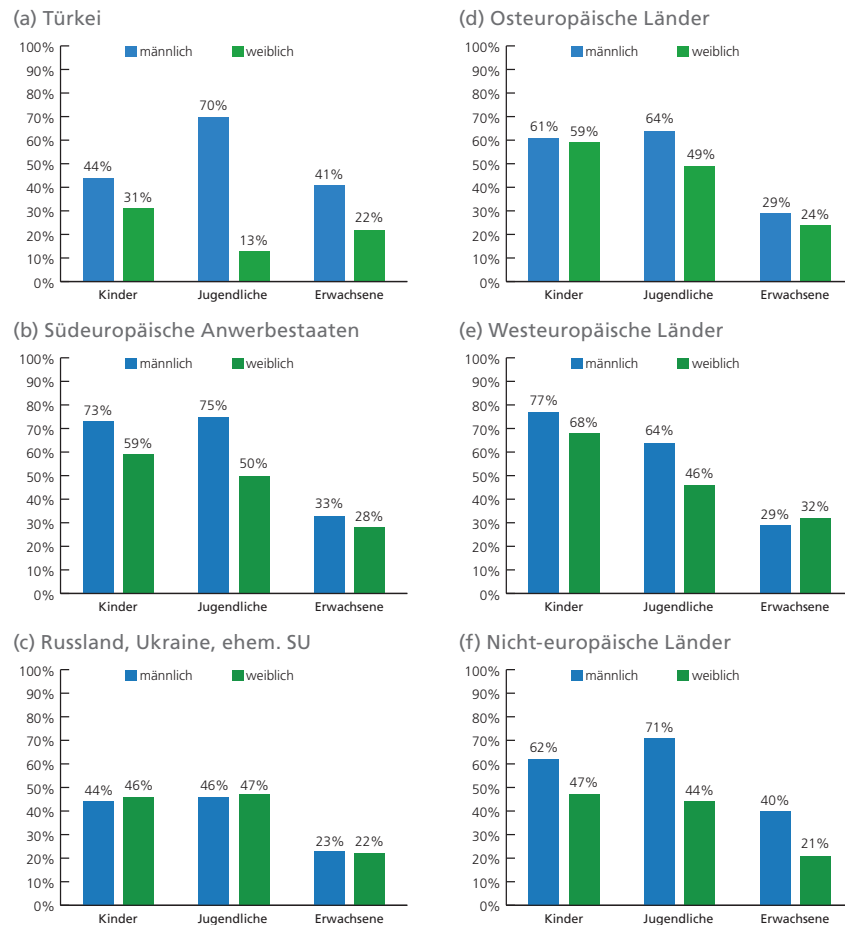 (a) Türkei
männlich weiblich
100%
90%
80%
70%
60%
50%
40%
30%
20%
10%
0%
44% 31% 70% 13% 41% 22%
Kinder Jugendliche Erwachsene
(b) Südeuropäische Anwerbestaaten
männlich weiblich
100%
90%
80%
70%
60%
50%
40%
30%
20%
10%
0%
73% 59% 75% 50% 33% 28%
Kinder Jugendliche Erwachsene
(c) Russland, Ukraine, ehem. SU
männlich weiblich
100%
90%
80%
70%
60%
50%
40%
30%
20%
10%
0%
44% 46% 46% 47% 23% 22%
Kinder Jugendliche Erwachsene
(d) Osteuropäische Länder
männlich weiblich
100%
90%
80%
70%
60%
50%
40%
30%
20%
10%
0%
61% 59% 64% 49% 29% 24%
Kinder Jugendliche Erwachsene
(e) Westeuropäische Länder
männlich weiblich
100%
90%
80%
70%
60%
50%
40%
30%
20%
10%
0%
77% 68% 64% 46% 29% 32%
Kinder Jugendliche Erwachsene
(f) Nicht-europäische Länder
männlich weiblich
100%
90%
80%
70%
60%
50%
40%
30%
20%
10%
0%
62% 47% 71% 44% 40% 21%
Kinder Jugendliche Erwachsene